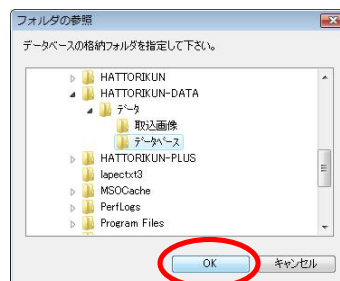 フォルダの参照
データベースの格納フォルダを指定して下さい。
HATTORIKUN
HATTORIKUN-DATA
データ
取込画像
データベース
HATTORIKUN-PLUS
lapectxt3
MSOCache
PerfLogs
Program Files
OK
キャンセル